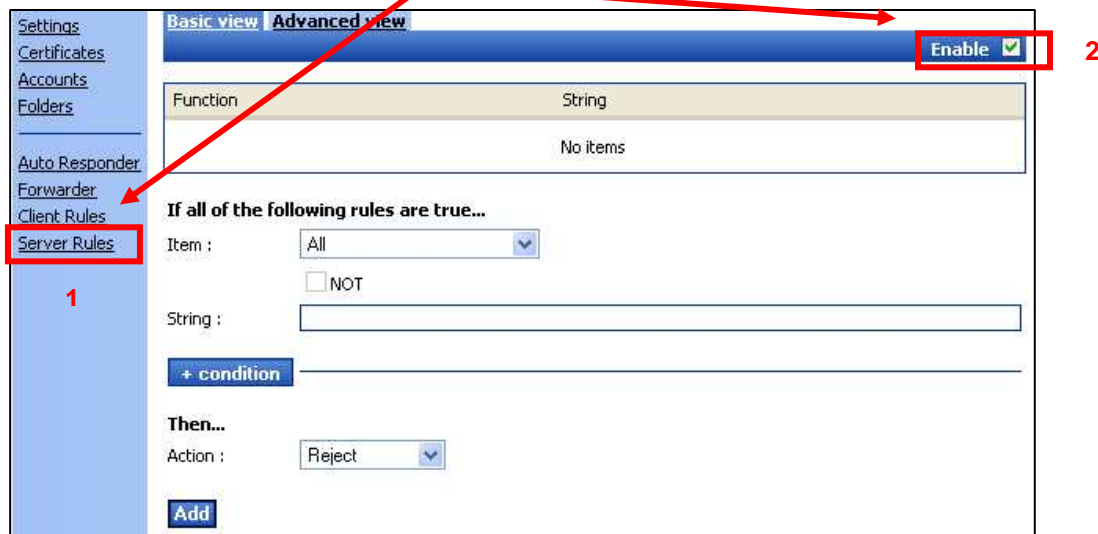 Settings
Certificates
Accounts
Folders
Auto Responder
Forwarder
Client Rules
Server Rules
1
Basic view Advanced view
Enable
2
Function String
No items
If all of the following rules are true...
Item : All
NOT
String :
+ condition
Then...
Action : Reject
Add